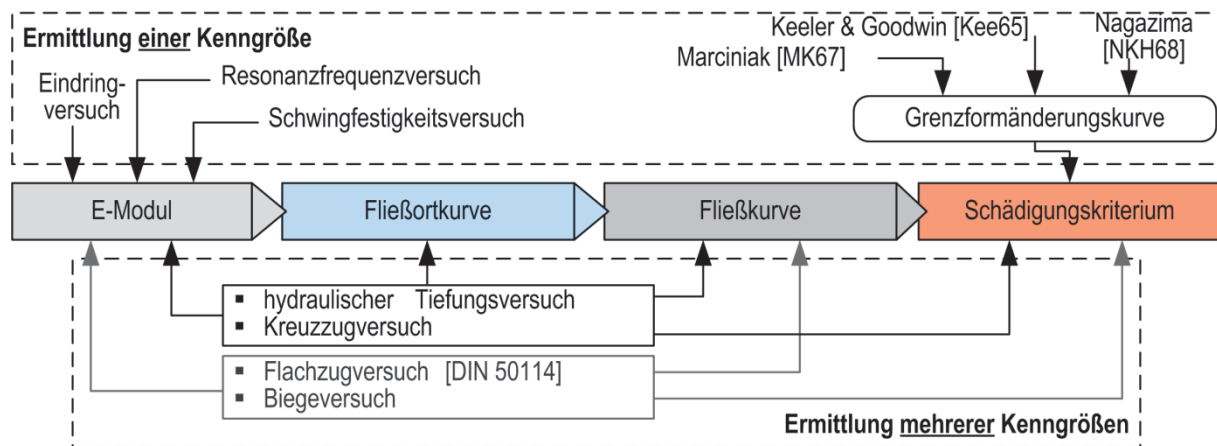 Ermittlung einer Kenngröße
Keeler & Goodwin [Kee65]
Nagazima
[NKH68]
Marciniak [MK67]
Eindring-
versuch
Resonanzfrequenzversuch
Schwingfestigkeitsversuch
Grenzformänderungskurve
E-Modul
Fließortkurve
Fließkurve
Schädigungskriterium
▪ hydraulischer Tiefungsversuch
▪ Kreuzzugversuch
▪ Flachzugversuch [DIN 50114]
▪ Biegeversuch
Ermittlung mehrerer Kenngrößen